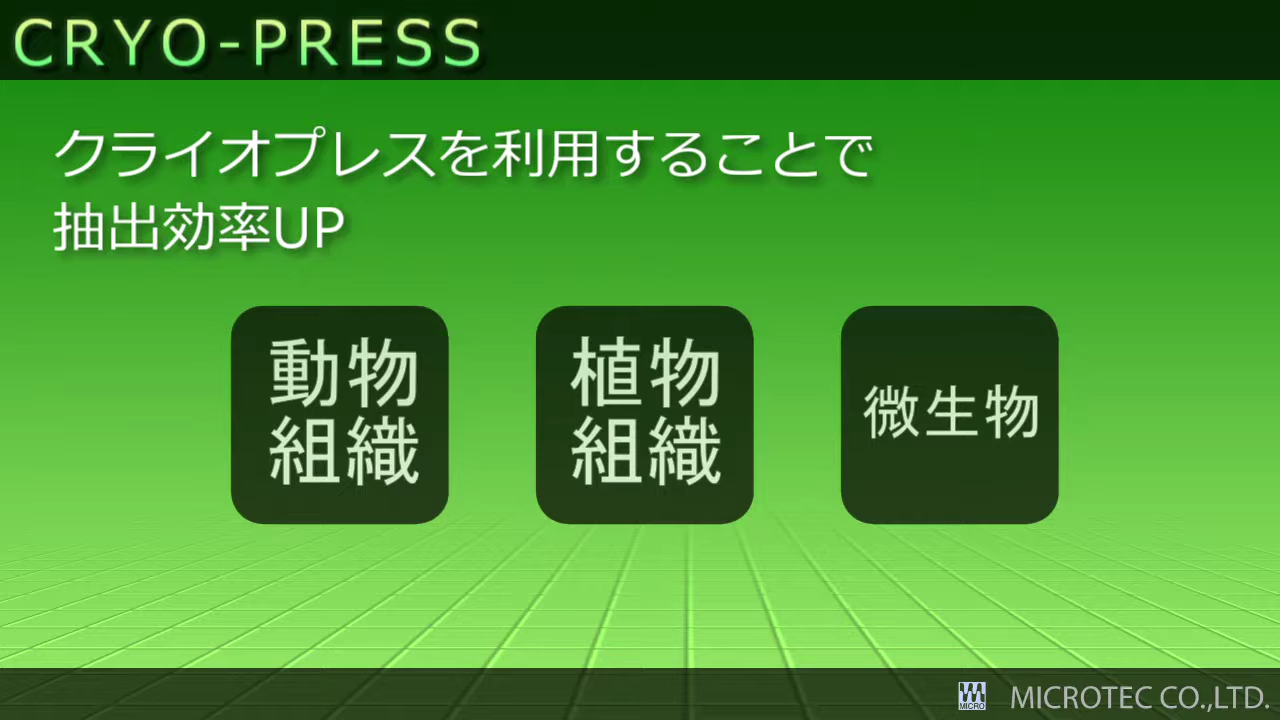 CRYO-PRESS
クライオプレスを利用することで
抽出効率UP
動物
組織
植物
組織
微生物
MICRO
MICROTEC CO.,LTD.